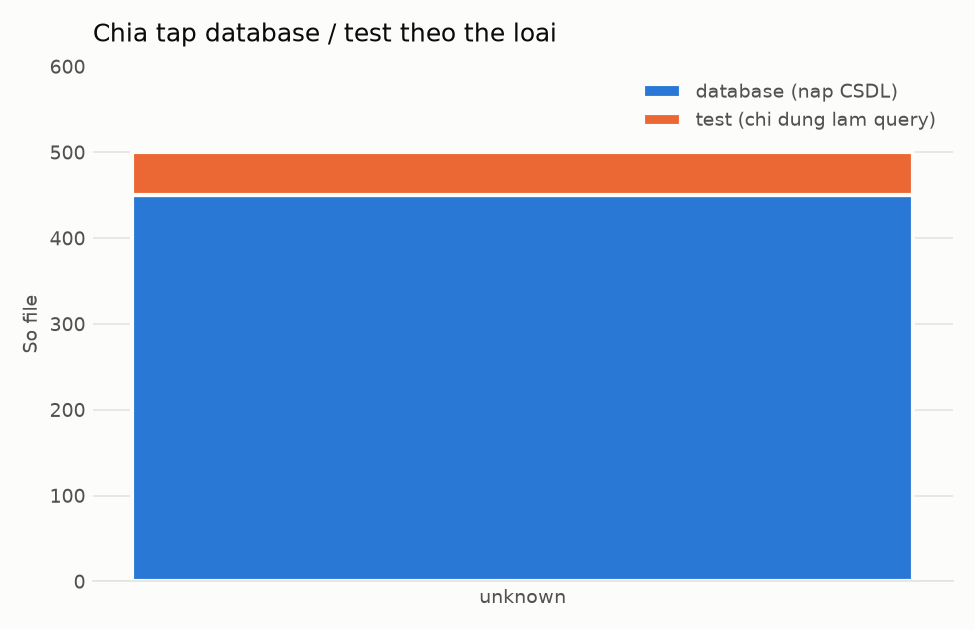 Chia tap database / test theo the loai
600
database (nap CSDL)
test (chi dung lam query)
500
400
So file
300
200
100
0
unknown